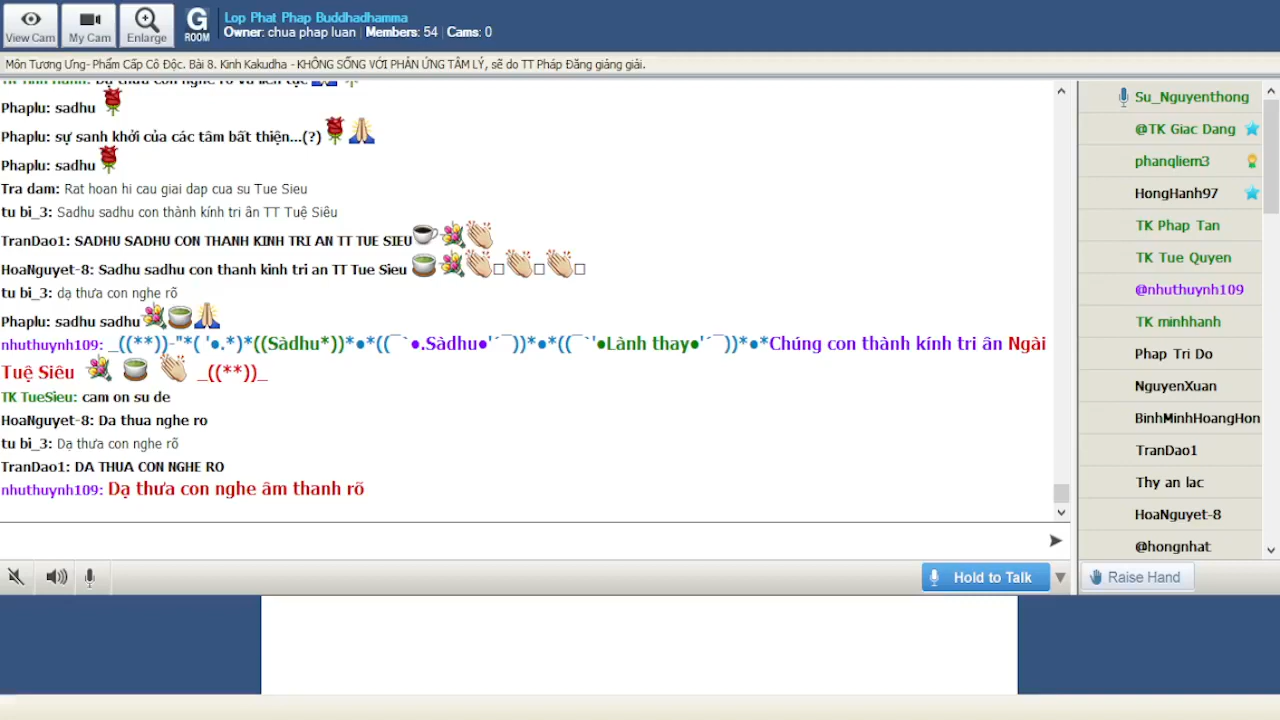 View Cam
My Cam
Enlarge
G
ROOM
Lop Phat Phap Buddhadhamma
Owner: chua phap luan | Members: 54 | Cams: 0
Môn Tượng Ưng- Phẩm Cấp Cô Độc. Bài 8. Kinh Kakudha - KHÔNG SỐNG VỚI PHẢN ỨNG TÂM LÝ, sẽ do TT Pháp Đăng giảng giải.
Phaplu: sadhu
Phaplu: sự sanh khởi của các tâm bất thiện...(?)
Phaplu: sadhu
Tra dam: Rat hoan hi cau giai dap cua su Tue Sieu
tu bi_3: Sadhu sadhu con thành kính tri ân TT Tuệ Siêu
TranDao1: SADHU SADHU CON THANH KINH TRI AN TT TUE SIEU
HoaNguyet-8: Sadhu sadhu con thanh kinh tri an TT Tue Sieu
tu bi_3: dạ thưa con nghe rõ
Phaplu: sadhu sadhu
nhuthuynh109: _((**))-"*( '●.*)*((Sàdhu*))*●*((¯`●.Sàdhu●'´¯))*●*((¯`'●Lành thay●'´¯))*●*Chúng con thành kính tri ân Ngài
Tuệ Siêu _((**))_
TK TueSieu: cam on su de
HoaNguyet-8: Da thua nghe ro
tu bi_3: Dạ thưa con nghe rõ
TranDao1: DA THUA CON NGHE RO
nhuthuynh109: Dạ thưa con nghe âm thanh rõ
Hold to Talk
Su_Nguyenthong
@TK Giac Dang
phanqliem3
HongHanh97
TK Phap Tan
TK Tue Quyen
@nhuthuynh109
TK minhhanh
Phap Tri Do
NguyenXuan
BinhMinhHoangHon
TranDao1
Thy an lac
HoaNguyet-8
@hongnhat
Raise Hand